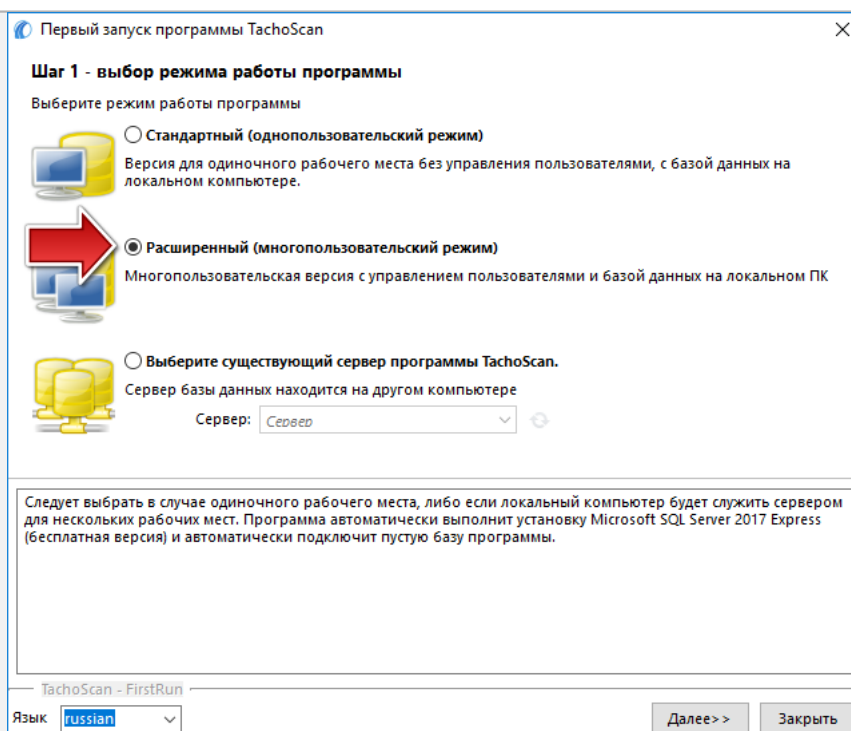 Первый запуск программы TachoScan
Шаг 1 - выбор режима работы программы
Выберите режим работы программы
Стандартный (однопользовательский режим)
Версия для одиночного рабочего места без управления пользователями, с базой данных на
локальном компьютере.
Расширенный (многопользовательский режим)
Многопользовательская версия с управлением пользователями и базой данных на локальном ПК
Выберите существующий сервер программы TachoScan.
Сервер базы данных находится на другом компьютере
Сервер: Сервер
Следует выбрать в случае одиночного рабочего места, либо если локальный компьютер будет служить сервером
для нескольких рабочих мест. Программа автоматически выполнит установку Microsoft SQL Server 2017 Express
(бесплатная версия) и автоматически подключит пустую базу программы.
TachoScan - FirstRun
Язык russian Далее>> Закрыть